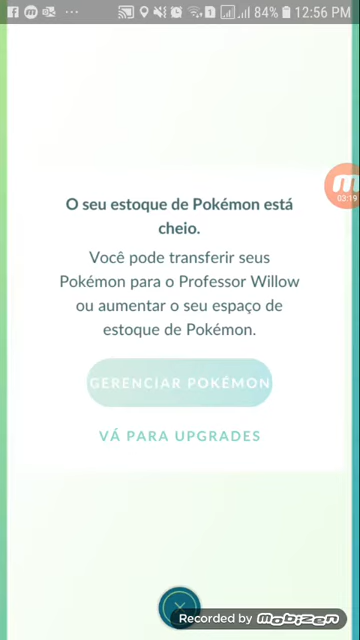 84% 12:56 PM
O seu estoque de Pokémon está
cheio.
03:19
Você pode transferir seus
Pokémon para o Professor Willow
ou aumentar o seu espaço de
estoque de Pokémon.
GERENCIAR POKÉMON
VÁ PARA UPGRADES
Recorded by mobizen